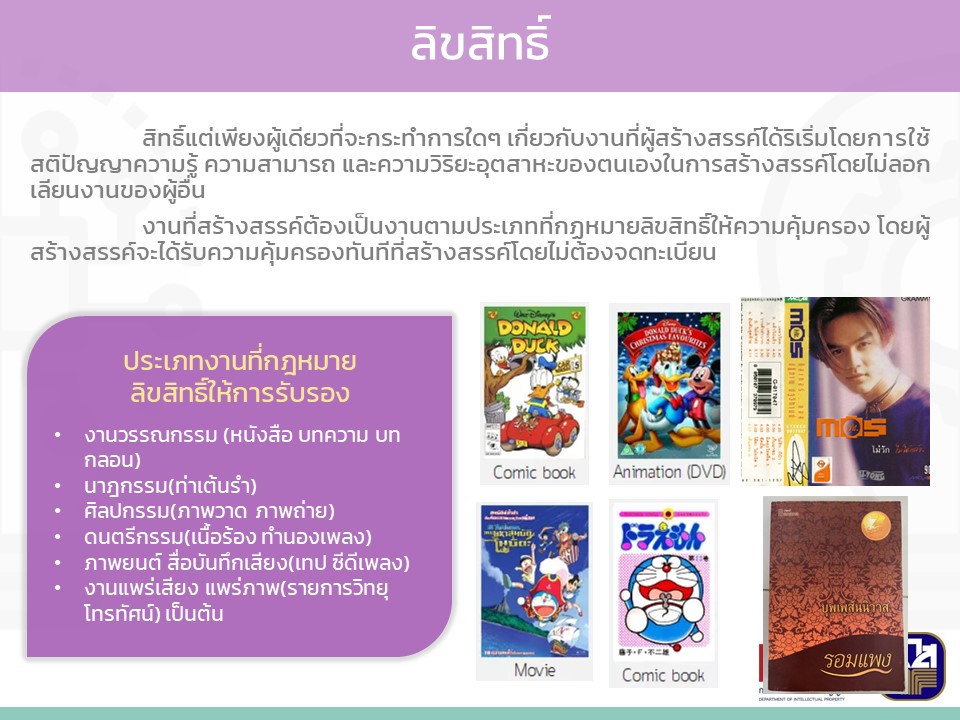 ลิขสิทธิ์
สิทธิ์แต่เพียงผู้เดียวที่จะกระทำการใดๆ เกี่ยวกับงานที่ผู้สร้างสรรค์ได้ริเริ่มโดยการใช้
สติปัญญาความรู้ ความสามารถ และความวิริยะอุตสาหะของตนเองในการสร้างสรรค์โดยไม่ลอก
เลียนงานของผู้อื่น
งานที่สร้างสรรค์ต้องเป็นงานตามประเภทที่กฎหมายลิขสิทธิ์ให้ความคุ้มครอง โดยผู้
สร้างสรรค์จะได้รับความคุ้มครองทันทีที่สร้างสรรค์โดยไม่ต้องจดทะเบียน
ประเภทงานที่กฎหมาย
ลิขสิทธิ์ให้การรับรอง
• งานวรรณกรรม (หนังสือ บทความ บท
กลอน)
• นาฎกรรม(ท่าเต้นรำ)
• ศิลปกรรม(ภาพวาด ภาพถ่าย)
• ดนตรีกรรม(เนื้อร้อง ทำนองเพลง)
• ภาพยนต์ สื่อบันทึกเสียง(เทป ซีดีเพลง)
• งานแพร่เสียง แพร่ภาพ(รายการวิทยุ
โทรทัศน์) เป็นต้น
Walt Disney's
DONALD
DUCK
Comic book
DONALD DUCK'S
CHRISTMAS FAVOURITES
Animation (DVD)
GRAMMY
mos
mos
ไม่รัก
Movie
โดราเอมอน
藤子・F・不二雄
Comic book
บุพเพสันนิวาส
รอมแพง
DEPARTMENT OF INTELLECTUAL PROPERTY